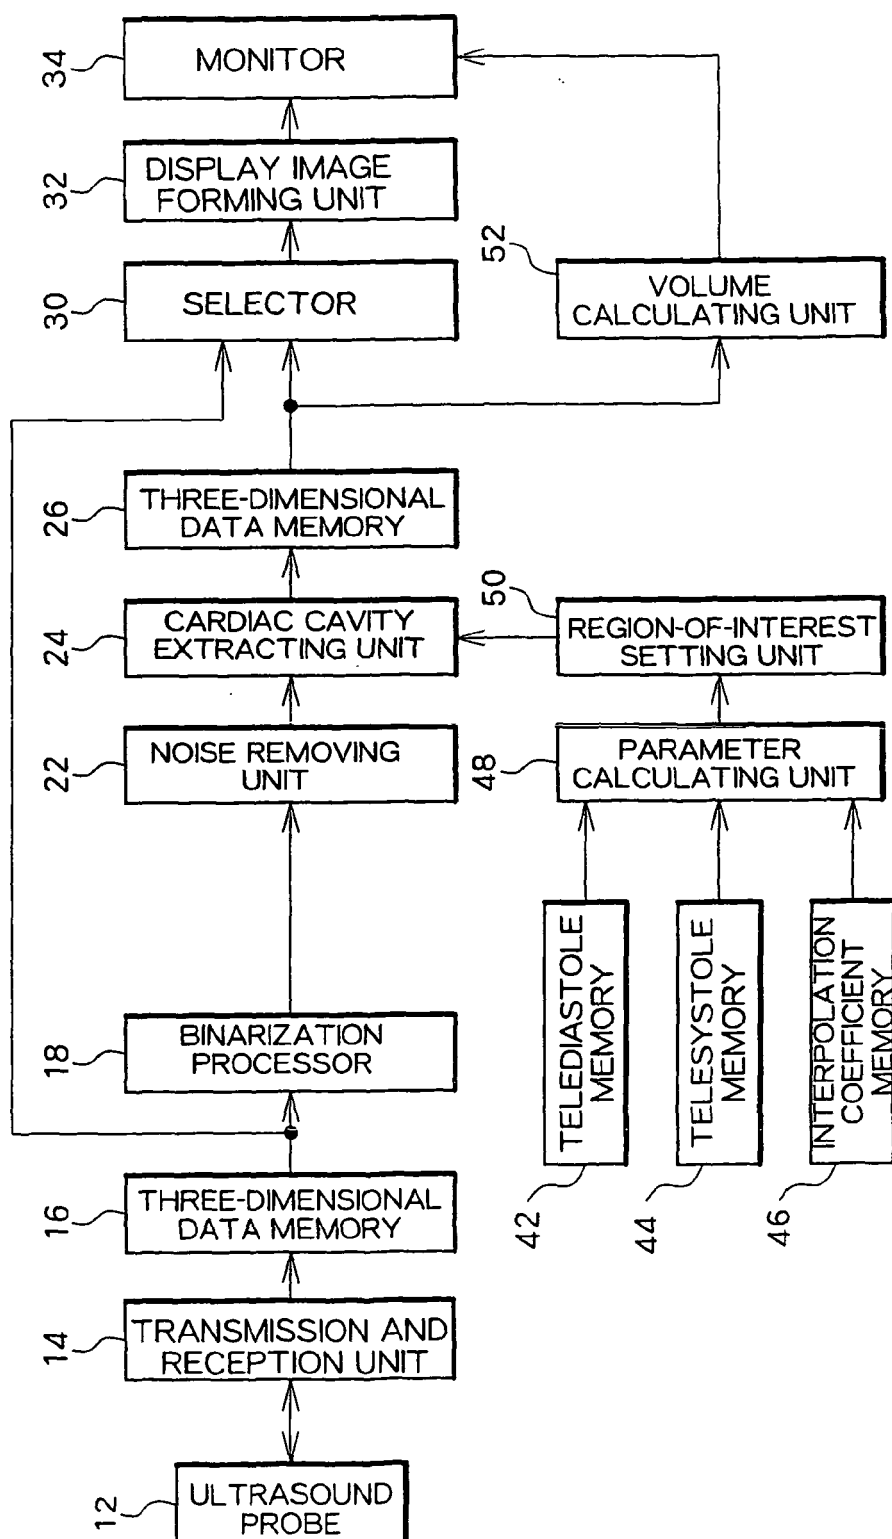 34
MONITOR
32
DISPLAY IMAGE
FORMING UNIT
30
SELECTOR
52
VOLUME
CALCULATING UNIT
26
THREE-DIMENSIONAL
DATA MEMORY
24
CARDIAC CAVITY
EXTRACTING UNIT
50
REGION-OF-INTEREST
SETTING UNIT
22
NOISE REMOVING
UNIT
48
PARAMETER
CALCULATING UNIT
18
BINARIZATION
PROCESSOR
TELEDIASTOLE
MEMORY
42
TELESYSTOLE
MEMORY
44
INTERPOLATION
COEFFICIENT
MEMORY
46
16
THREE-DIMENSIONAL
DATA MEMORY
14
TRANSMISSION AND
RECEPTION UNIT
12
ULTRASOUND
PROBE